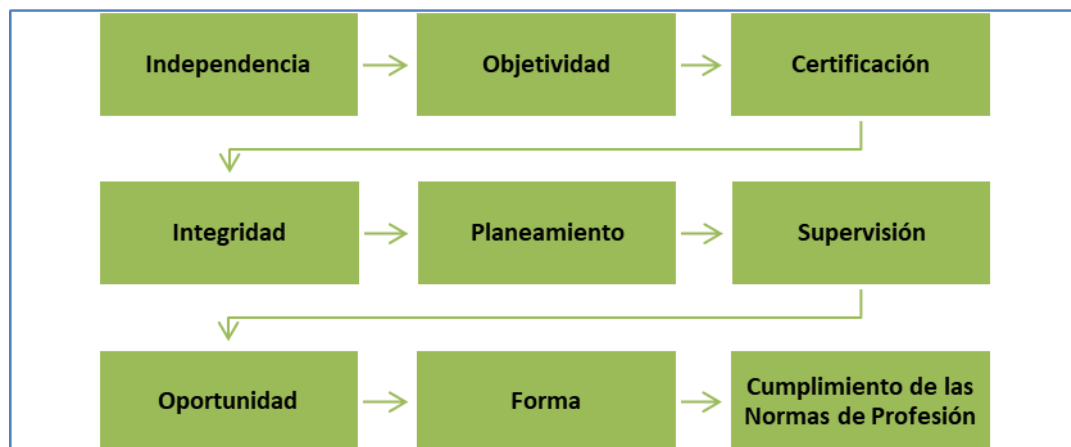 Independencia
Objetividad
Certificación
Integridad
Planeamiento
Supervisión
Oportunidad
Forma
Cumplimiento de las
Normas de Profesión